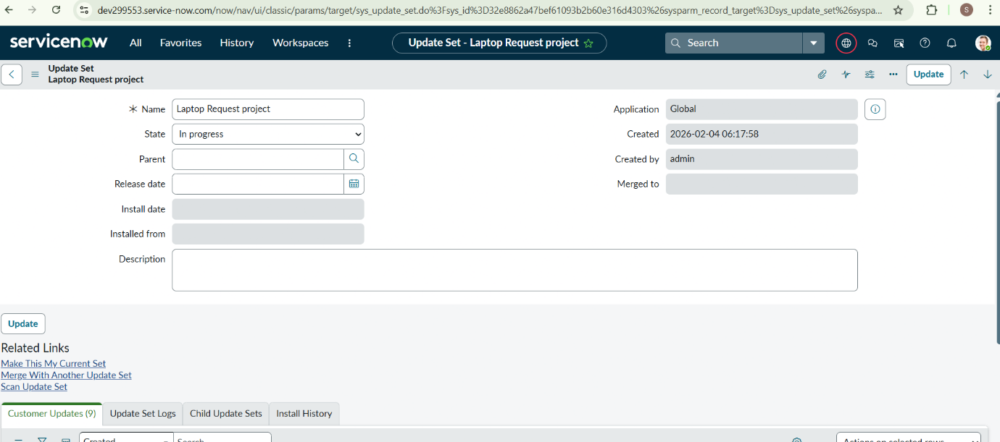 dev299553.service-now.com/now/nav/ui/classic/params/target/sys_update_set.do%3Fsys_id%3D32e8862a47bef61093b2b60e316d4303%26sysparm_record_target%3Dsys_update_set%26syspa...
S
servicenow All Favorites History Workspaces Update Set - Laptop Request project Search
Update Set
Laptop Request project
Update
Name Laptop Request project Application Global
State In progress Created 2026-02-04 06:17:58
Parent Created by admin
Release date Merged to
Install date
Installed from
Description
Update
Related Links
Make This My Current Set
Merge With Another Update Set
Scan Update Set
Customer Updates (9) Update Set Logs Child Update Sets Install History
Created Search Actions on selected rows...